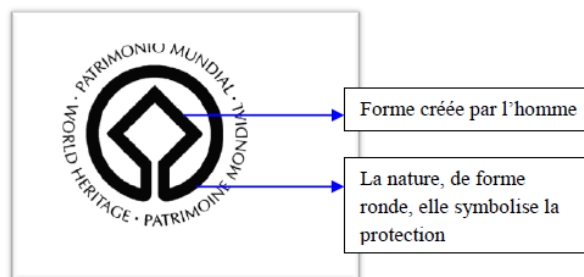 PATRIMONIO MUNDIAL · WORLD HERITAGE · PATRIMOINE MONDIAL ·
Forme créée par l'homme
La nature, de forme
ronde, elle symbolise la
protection